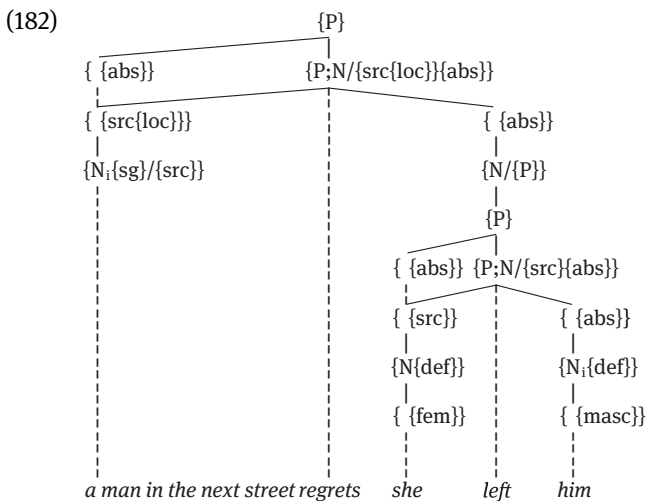 (182) {P}
{ {abs}} {P;N/{src{loc}}{abs}}
{ {src{loc}}} { {abs}}
{Nᵢ{sg}/{src}} {N/{P}}
{P}
{ {abs}} {P;N/{src}{abs}}
{ {src} { {abs}}
{N{def}} {Nᵢ{def}}
{ {fem}} { {masc}}
a man in the next street regrets she left him